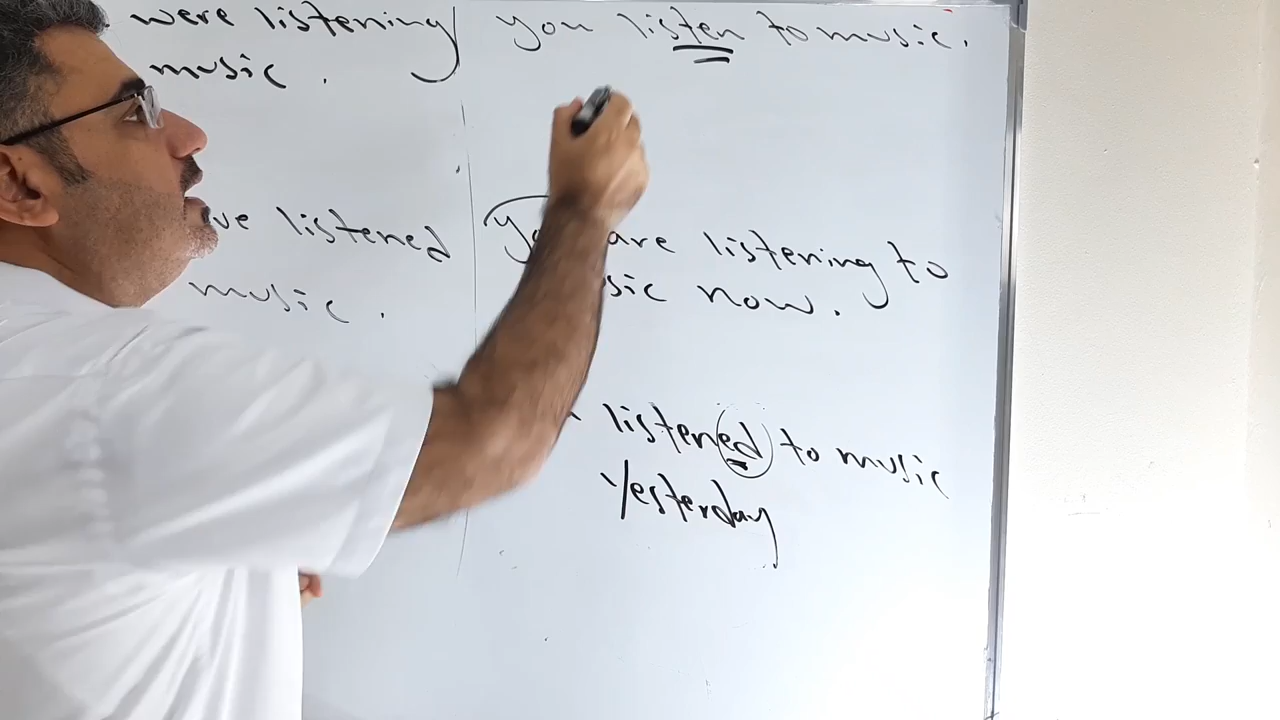 were listening
music.
you listen to music.
ve listened
music.
are listening to
sic now.
listened to music
yesterday